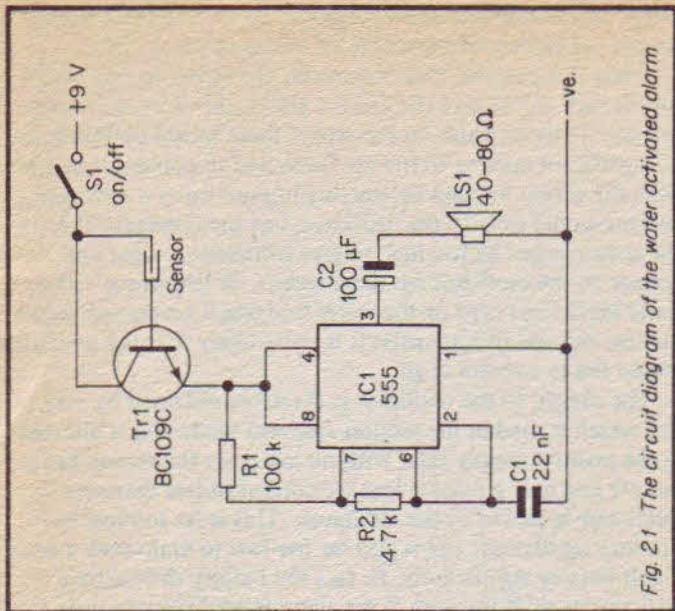 +9 V
S1
on/off
Tr1
BC109C
Sensor
R1
100 k
8
4
7
R2
4·7 k
6
IC1
555
3
C2
100 µF
LS1
40–80 Ω
2
1
C1
22 nF
–ve.
Fig. 21 The circuit diagram of the water activated alarm